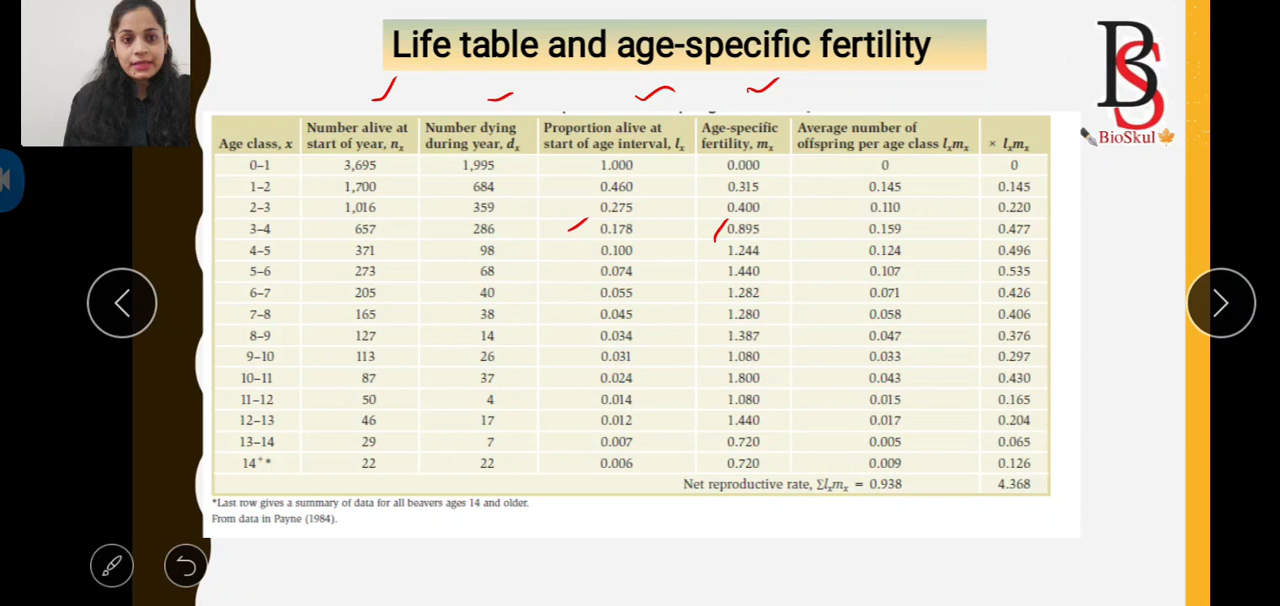 Life table and age-specific fertility
BS
BioSkul
Age class, x | Number alive at start of year, nₓ | Number dying during year, dₓ | Proportion alive at start of age interval, lₓ | Age-specific fertility, mₓ | Average number of offspring per age class lₓmₓ | × lₓmₓ
0–1 3,695 1,995 1.000 0.000 0 0
1–2 1,700 684 0.460 0.315 0.145 0.145
2–3 1,016 359 0.275 0.400 0.110 0.220
3–4 657 286 0.178 0.895 0.159 0.477
4–5 371 98 0.100 1.244 0.124 0.496
5–6 273 68 0.074 1.440 0.107 0.535
6–7 205 40 0.055 1.282 0.071 0.426
7–8 165 38 0.045 1.280 0.058 0.406
8–9 127 14 0.034 1.387 0.047 0.376
9–10 113 26 0.031 1.080 0.033 0.297
10–11 87 37 0.024 1.800 0.043 0.430
11–12 50 4 0.014 1.080 0.015 0.165
12–13 46 17 0.012 1.440 0.017 0.204
13–14 29 7 0.007 0.720 0.005 0.065
14⁺* 22 22 0.006 0.720 0.009 0.126
Net reproductive rate, Σlₓmₓ = 0.938 4.368
*Last row gives a summary of data for all beavers ages 14 and older.
From data in Payne (1984).